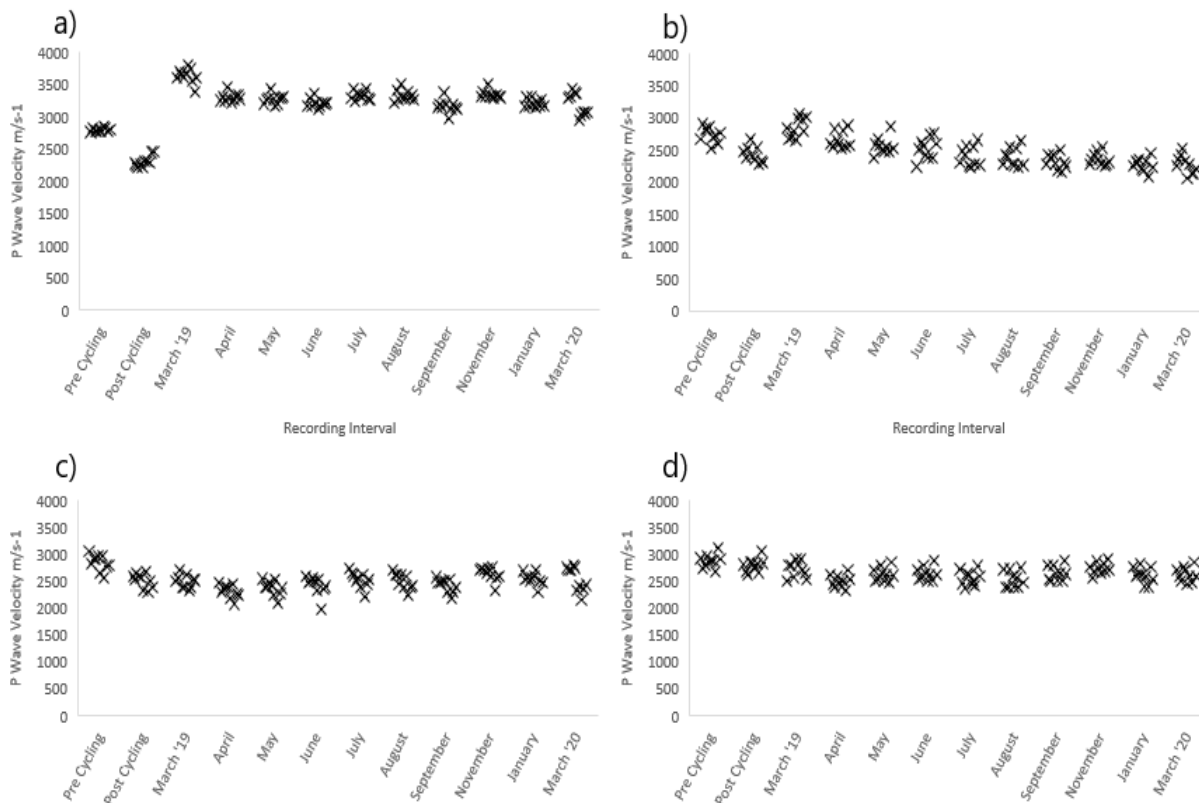 a)
P Wave Velocity m/s-1
4000
3500
3000
2500
2000
1500
1000
500
0
Pre Cycling
Post Cycling
March '19
April
May
June
July
August
September
November
January
March '20
Recording Interval
b)
P Wave Velocity m/s-1
4000
3500
3000
2500
2000
1500
1000
500
0
Pre Cycling
Post Cycling
March '19
April
May
June
July
August
September
November
January
March '20
Recording Interval
c)
P Wave Velocity m/s-1
4000
3500
3000
2500
2000
1500
1000
500
0
Pre Cycling
Post Cycling
March '19
April
May
June
July
August
September
November
January
March '20
d)
P Wave Velocity m/s-1
4000
3500
3000
2500
2000
1500
1000
500
0
Pre Cycling
Post Cycling
March '19
April
May
June
July
August
September
November
January
March '20